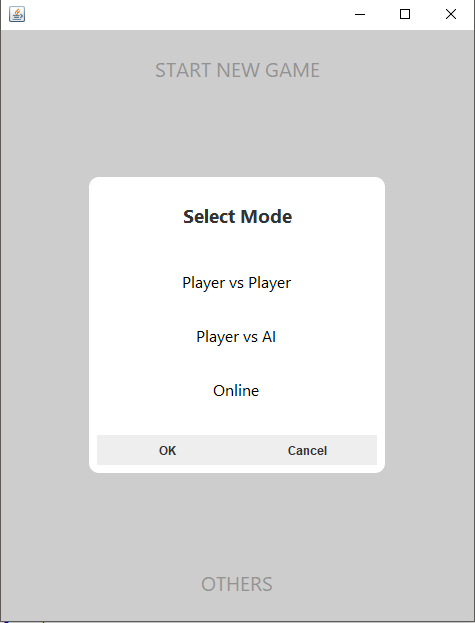 START NEW GAME
Select Mode
Player vs Player
Player vs AI
Online
OK Cancel
OTHERS